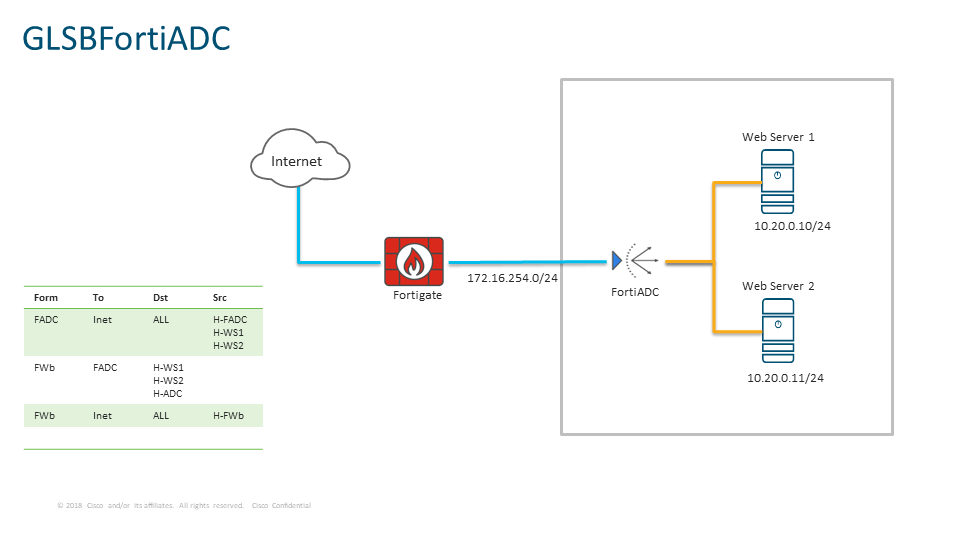 GLSBFortiADC
Internet
Web Server 1
10.20.0.10/24
172.16.254.0/24
Fortigate
FortiADC
Web Server 2
10.20.0.11/24
Form To Dst Src
FADC Inet ALL H-FADC
H-WS1
H-WS2
FWb FADC H-WS1
H-WS2
H-ADC
FWb Inet ALL H-FWb
© 2018 Cisco and/or its affiliates. All rights reserved. Cisco Confidential